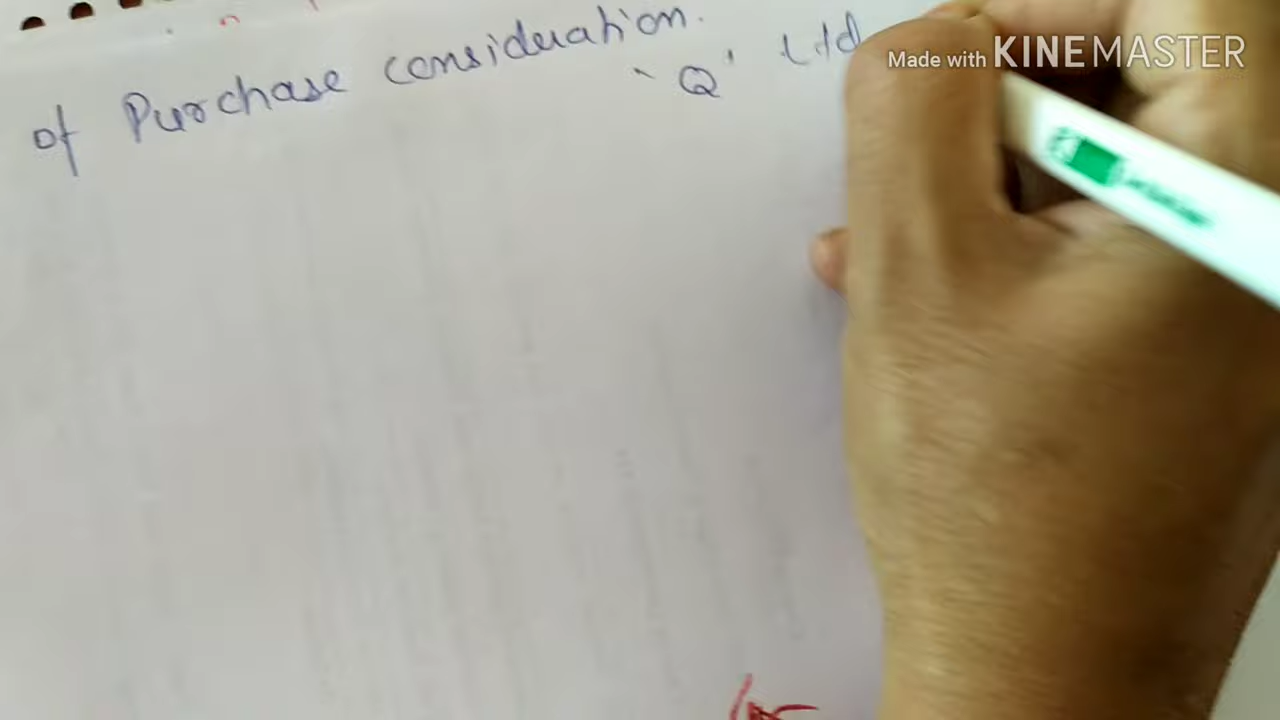 of Purchase consideration.
'Q' Ltd
Made with KINEMASTER